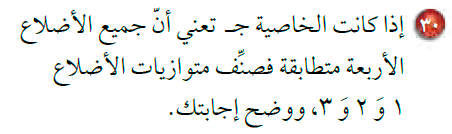 ٣٠ إذا كانت الخاصية جـ تعني أنّ جميع الأضلاع
الأربعة متطابقة فصنِّف متوازيات الأضلاع
١ وَ ٢ وَ ٣، ووضح إجابتك.